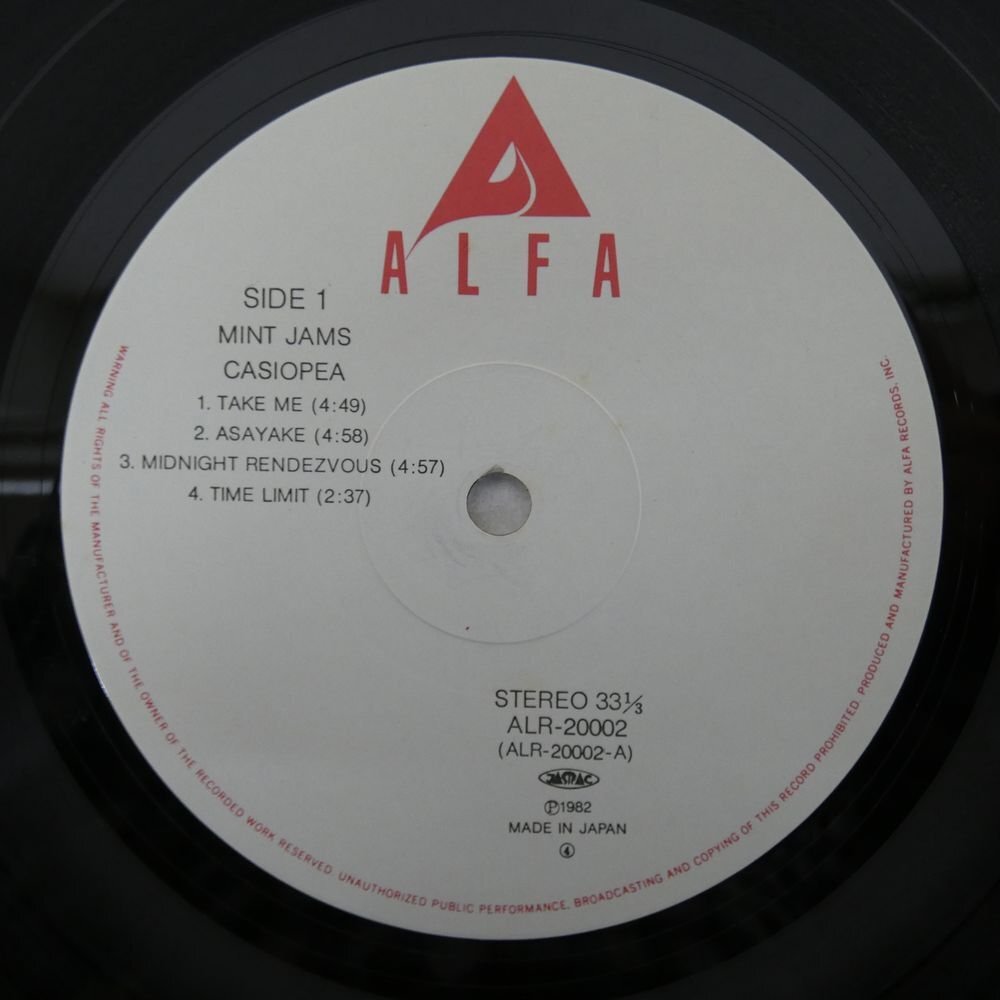 ALFA
SIDE 1
MINT JAMS
CASIOPEA
1. TAKE ME (4:49)
2. ASAYAKE (4:58)
3. MIDNIGHT RENDEZVOUS (4:57)
4. TIME LIMIT (2:37)
STEREO 33⅓
ALR-20002
(ALR-20002-A)
JASRAC
Ⓟ1982
MADE IN JAPAN
④
WARNING ALL RIGHTS OF THE MANUFACTURER AND OF THE OWNER OF THE RECORDED WORK RESERVED. UNAUTHORIZED PUBLIC PERFORMANCE, BROADCASTING AND COPYING OF THIS RECORD PROHIBITED. PRODUCED AND MANUFACTURED BY ALFA RECORDS, INC.